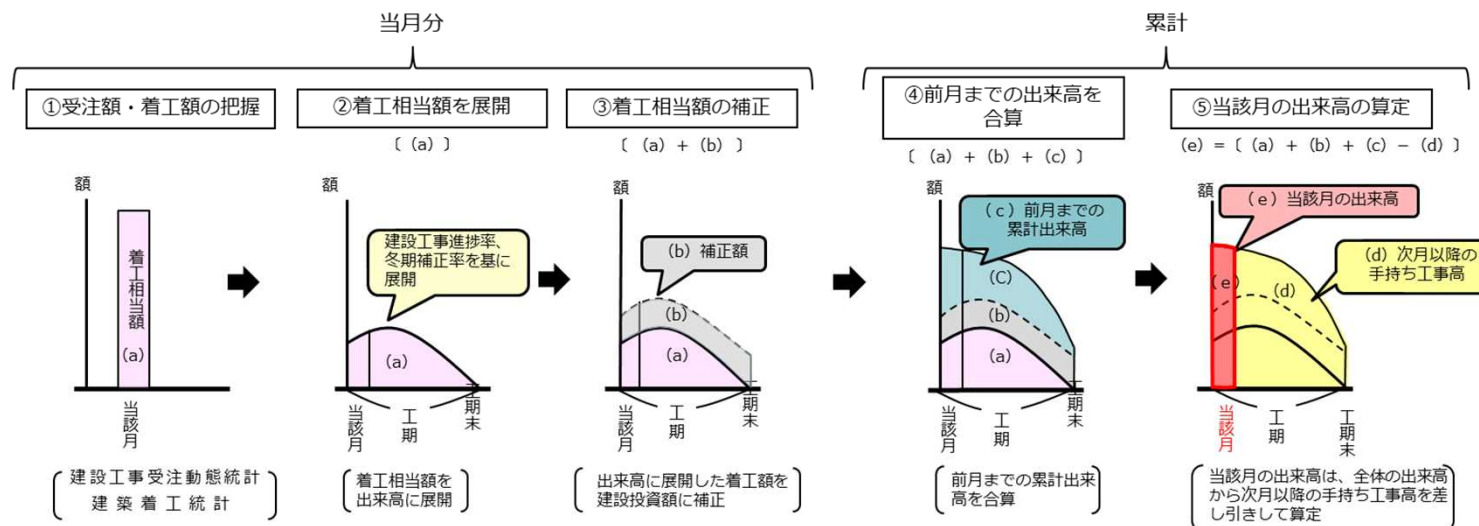 当月分
累計
①受注額・着工額の把握
②着工相当額を展開
〔（a）〕
③着工相当額の補正
〔（a）+（b）〕
④前月までの出来高を
合算
〔（a）+（b）+（c）〕
⑤当該月の出来高の算定
（e）=〔（a）+（b）+（c）−（d）〕
額
着工相当額
（a）
当該月
額
建設工事進捗率、
冬期補正率を基に
展開
（a）
当該月
工期
工期末
額
（b）補正額
（b）
（a）
当該月
工期
工期末
額
（c）前月までの
累計出来高
（C）
（b）
（a）
当該月
工期
工期末
額
（e）当該月の出来高
（d）次月以降の
手持ち工事高
（e）
（d）
当該月
工期
工期末
建設工事受注動態統計
建築着工統計
着工相当額を
出来高に展開
出来高に展開した着工額を
建設投資額に補正
前月までの累計出来
高を合算
当該月の出来高は、全体の出来高
から次月以降の手持ち工事高を差
し引きして算定